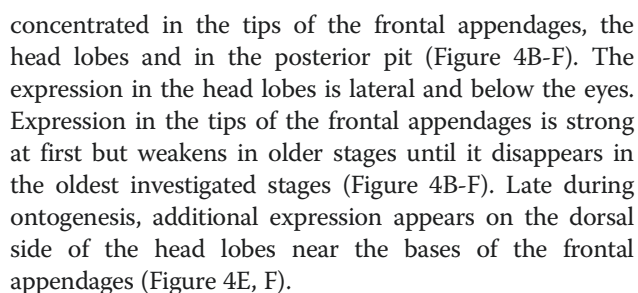 concentrated in the tips of the frontal appendages, the
head lobes and in the posterior pit (Figure 4B-F). The
expression in the head lobes is lateral and below the eyes.
Expression in the tips of the frontal appendages is strong
at first but weakens in older stages until it disappears in
the oldest investigated stages (Figure 4B-F). Late during
ontogenesis, additional expression appears on the dorsal
side of the head lobes near the bases of the frontal
appendages (Figure 4E, F).